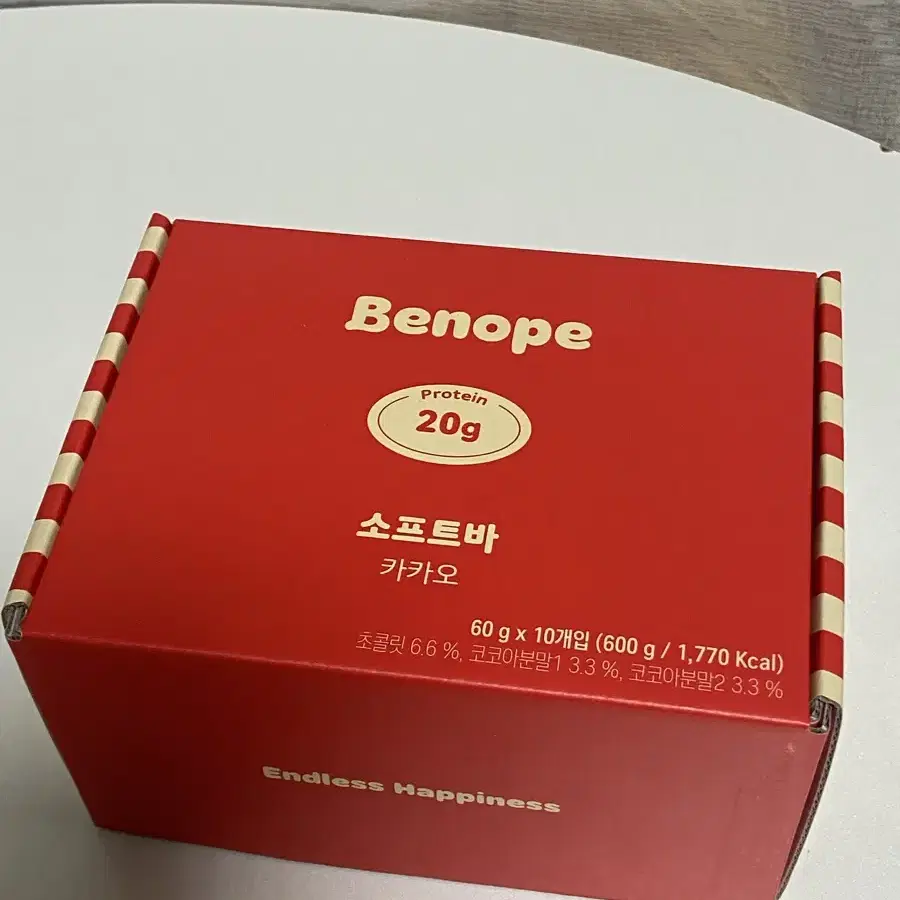 Benope
Protein
20g
소프트바
카카오
60 g x 10개입 (600 g / 1,770 Kcal)
초콜릿 6.6 %, 코코아분말1 3.3 %, 코코아분말2 3.3 %
Endless Happiness